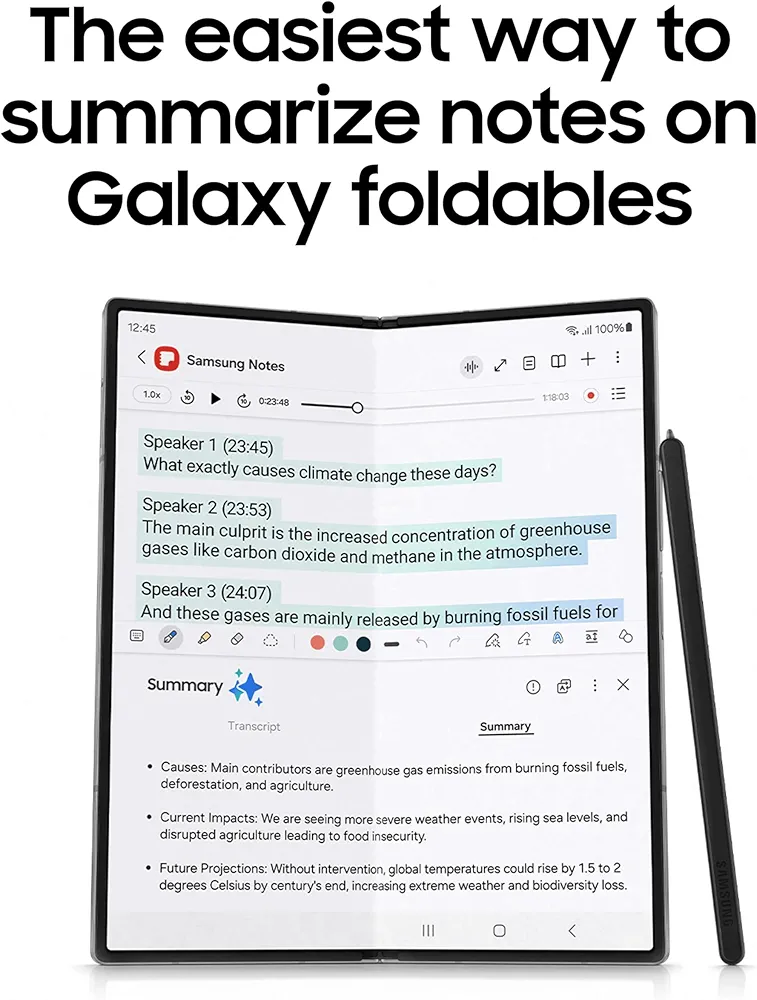 The easiest way to
summarize notes on
Galaxy foldables
12:45
100%
Samsung Notes
1.0x
10
10
0:23:48
1:18:03
Speaker 1 (23:45)
What exactly causes climate change these days?
Speaker 2 (23:53)
The main culprit is the increased concentration of greenhouse
gases like carbon dioxide and methane in the atmosphere.
Speaker 3 (24:07)
And these gases are mainly released by burning fossil fuels for
Summary
Transcript
Summary
• Causes: Main contributors are greenhouse gas emissions from burning fossil fuels,
deforestation, and agriculture.
• Current Impacts: We are seeing more severe weather events, rising sea levels, and
disrupted agriculture leading to food insecurity.
• Future Projections: Without intervention, global temperatures could rise by 1.5 to 2
degrees Celsius by century's end, increasing extreme weather and biodiversity loss.
SAMSUNG